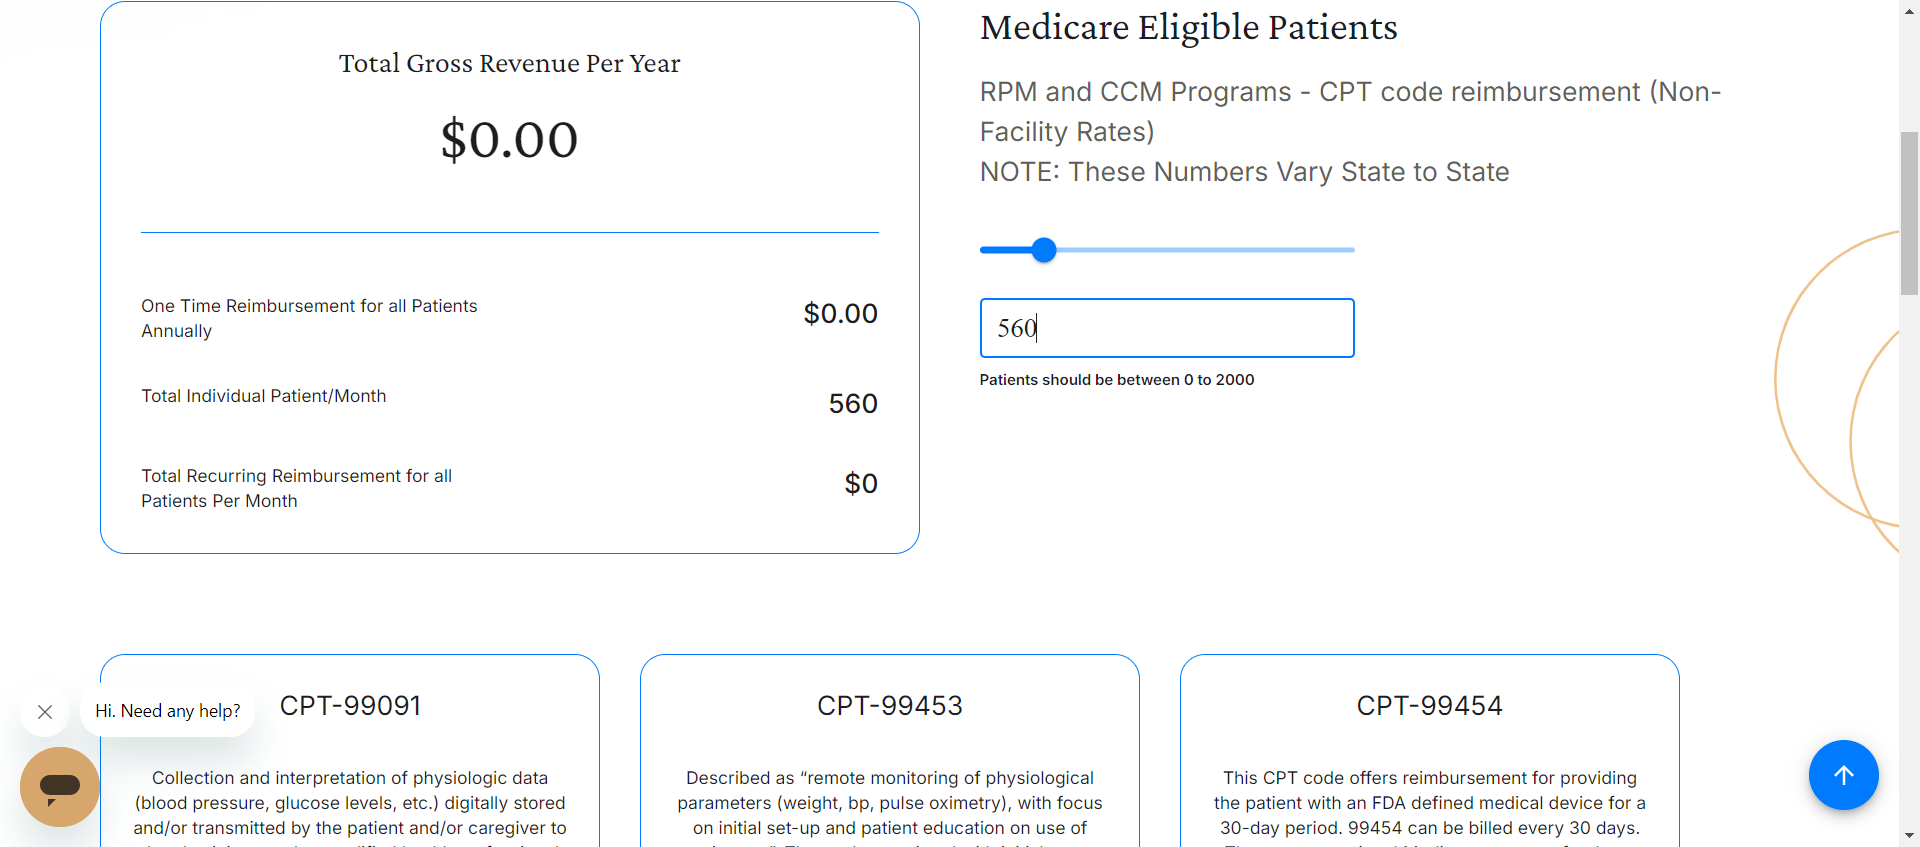 Total Gross Revenue Per Year
$0.00
One Time Reimbursement for all Patients
Annually
$0.00
Total Individual Patient/Month
560
Total Recurring Reimbursement for all
Patients Per Month
$0
Medicare Eligible Patients
RPM and CCM Programs - CPT code reimbursement (Non-
Facility Rates)
NOTE: These Numbers Vary State to State
560
Patients should be between 0 to 2000
CPT-99091
Collection and interpretation of physiologic data
(blood pressure, glucose levels, etc.) digitally stored
and/or transmitted by the patient and/or caregiver to
CPT-99453
Described as “remote monitoring of physiological
parameters (weight, bp, pulse oximetry), with focus
on initial set-up and patient education on use of
CPT-99454
This CPT code offers reimbursement for providing
the patient with an FDA defined medical device for a
30-day period. 99454 can be billed every 30 days.
Hi. Need any help?